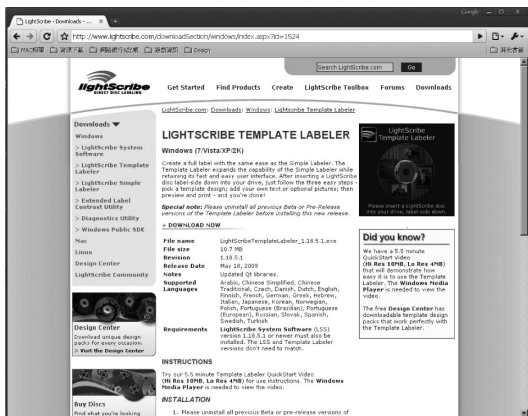 LightScribe - Downloads - ...
Google
http://www.lightscribe.com/downloadSection/windows/index.aspx?id=1524
Design
Search LightScribe.com
Go
lightScribe
DIRECT DISC LABELING
Get Started
Find Products
Create
LightScribe Toolbox
Forums
Downloads
LightScribe.com: Downloads: Windows: Lightscribe Template Labeler
Downloads
Windows
> LightScribe System Software
> LightScribe Template Labeler
> LightScribe Simple Labeler
> Extended Label Contrast Utility
> Diagnostics Utility
> Windows Public SDK
Mac
Linux
Design Center
LightScribe Community
Design Center
Download unique design packs for every occasion.
> Visit the Design Center
Buy Discs
Find what you're looking
LIGHTSCRIBE TEMPLATE LABELER
Windows (7/Vista/XP/2K)
Create a full label with the same ease as the Simple Labeler. The
Template Labeler expands the capability of the Simple Labeler while
retaining its fast and easy user interface. After inserting a LightScribe
disc label-side down into your drive, just follow the three easy steps -
pick a template design; add your own text or optional pictures; then
preview and print - and you're done!
Special note: Please uninstall all previous Beta or Pre-Release
versions of the Template Labeler before installing this new release.
+ DOWNLOAD NOW
File name LightScribeTemplateLabeler_1.18.5.1.exe
File size 10.7 MB
Revision 1.18.5.1
Release Date May 18, 2009
Notes Updated Qt libraries.
Supported Languages Arabic, Chinese Simplified, Chinese
Traditional, Czech, Danish, Dutch, English,
Finnish, French, German, Greek, Hebrew,
Italian, Japanese, Korean, Norwegian,
Polish, Portuguese (Brazilian), Portuguese
(European), Russian, Slovak, Spanish,
Swedish, Turkish
Requirements LightScribe System Software (LSS)
version 1.18.5.1 or newer must also be
installed. The LSS and Template Labeler
versions don't need to match.
INSTRUCTIONS
Try our 5.5 minute Template Labeler QuickStart Video
(Hi Res 10MB, Lo Res 4MB) for use instructions. The Windows
Media Player is needed to view the video.
INSTALLATION
1. Please uninstall all previous Beta or pre-release versions of
LightScribe
Template Labeler
Please insert a LightScribe disc
into your drive, label side down.
Did you know?
We have a 5.5 minute
QuickStart Video
(Hi Res 10MB, Lo Res 4MB)
that will demonstrate how
easy it is to use the Template
Labeler. The Windows Media
Player is needed to view the
video.
The free Design Center has
downloadable template design
packs that work perfectly with
the Template Labeler.